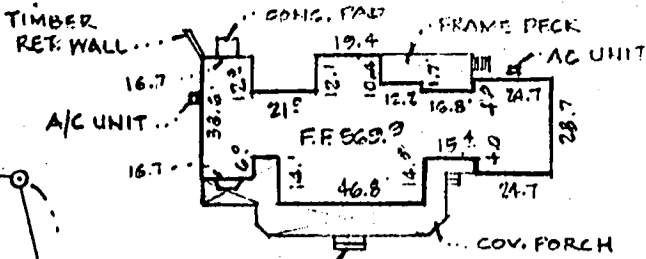 TIMBER
RET. WALL
CONC. PAD
FRAME DECK
AC UNIT
19.4
16.7
12.1
10.4
21.
12.2
16.8
24.7
A/C UNIT
F.F. 569.
15.4
28.7
16.7
14.1
46.8
24.7
COV. PORCH